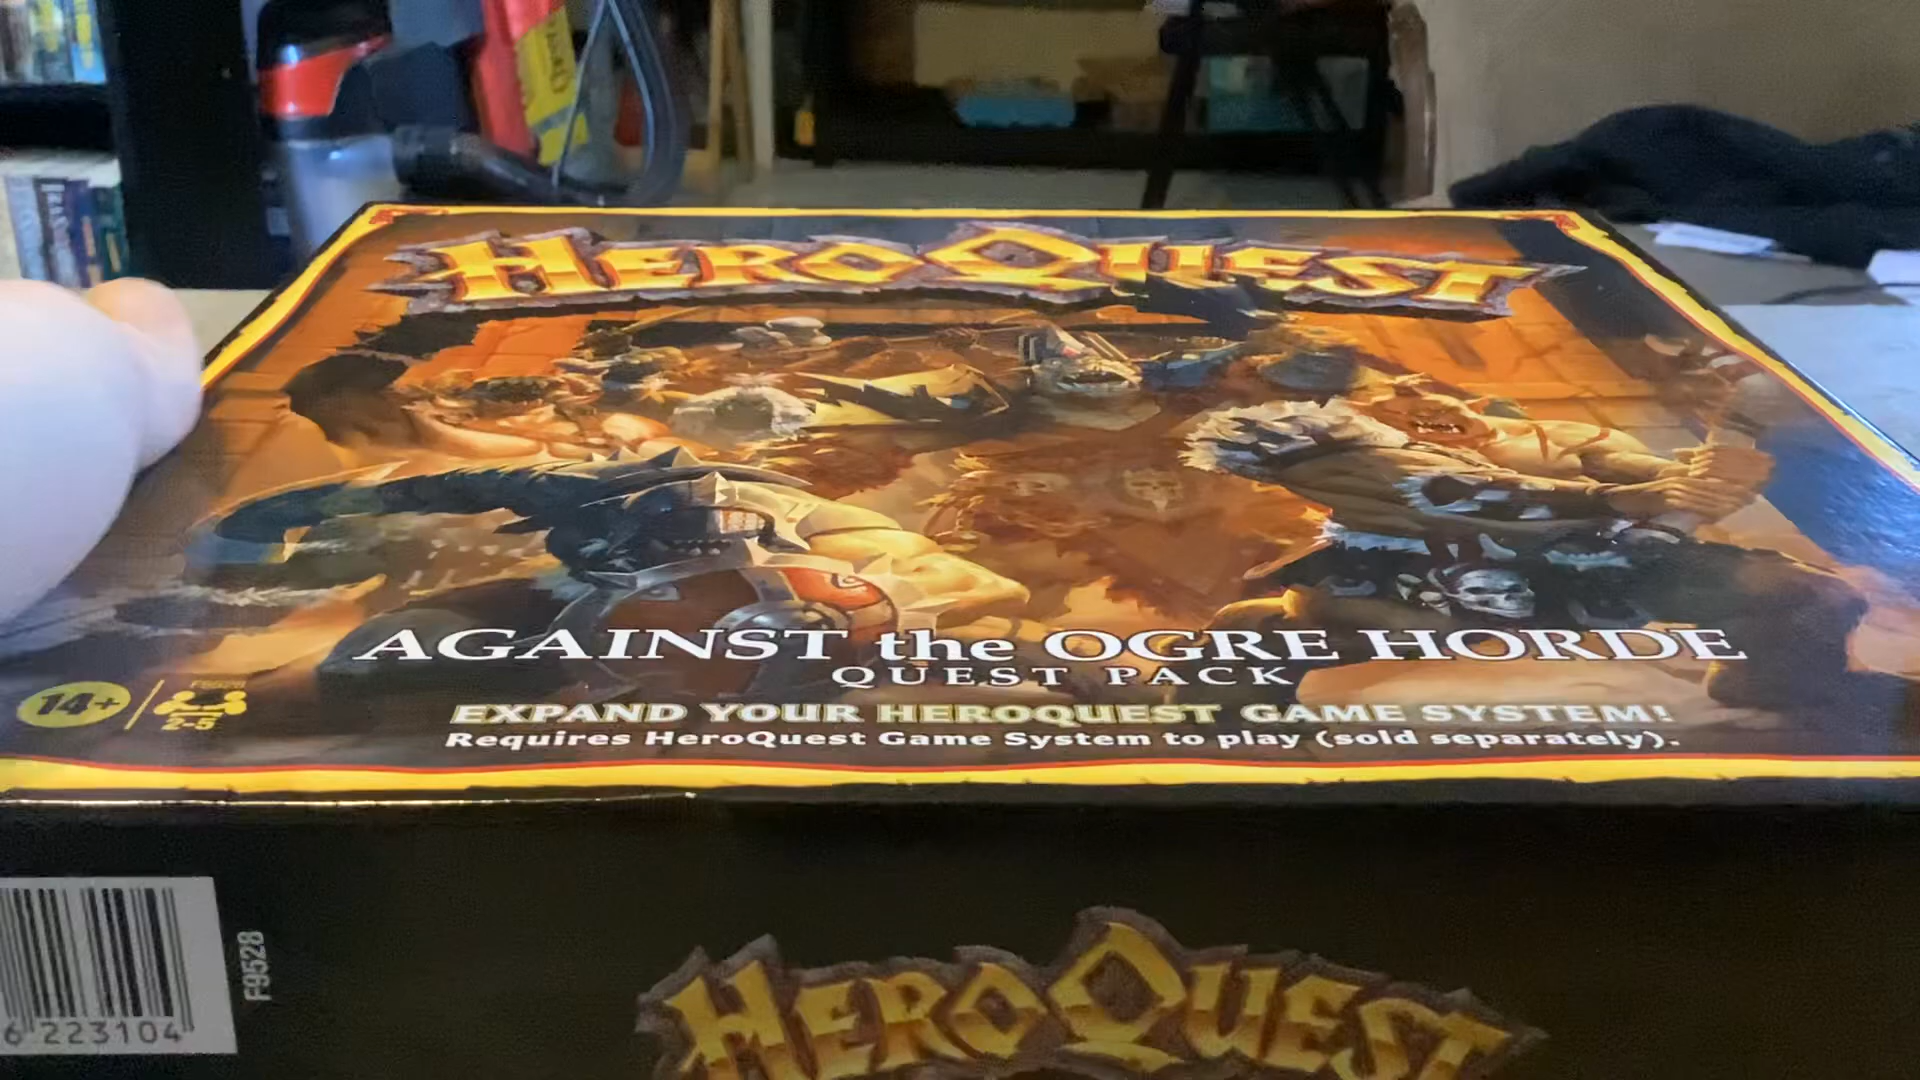 HEROQUEST
AGAINST the OGRE HORDE
QUEST PACK
EXPAND YOUR HEROQUEST GAME SYSTEM!
Requires HeroQuest Game System to play (sold separately).
14+
F9528
2-5
F9528
6 223104
HEROQUEST